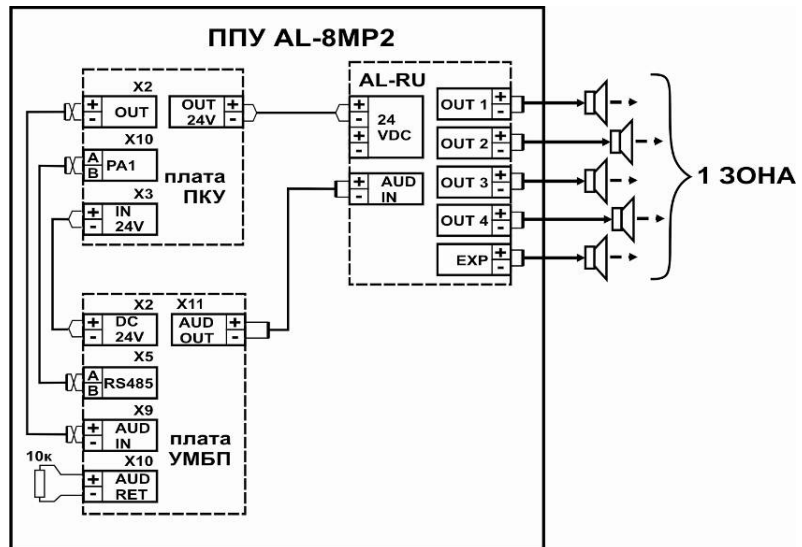 ППУ AL-8MP2
X2
+
-
OUT
OUT
24V
+
-
X10
A
B
PA1
X3
+
-
IN
24V
плата
ПКУ
AL-RU
+
-
+
-
24
VDC
+
-
AUD
IN
OUT 1
+
-
OUT 2
+
-
OUT 3
+
-
OUT 4
+
-
EXP
+
-
1 ЗОНА
X2
+
-
DC
24V
X11
AUD
OUT
+
-
X5
A
B
RS485
X9
+
-
AUD
IN
плата
УМБП
10к
X10
+
-
AUD
RET